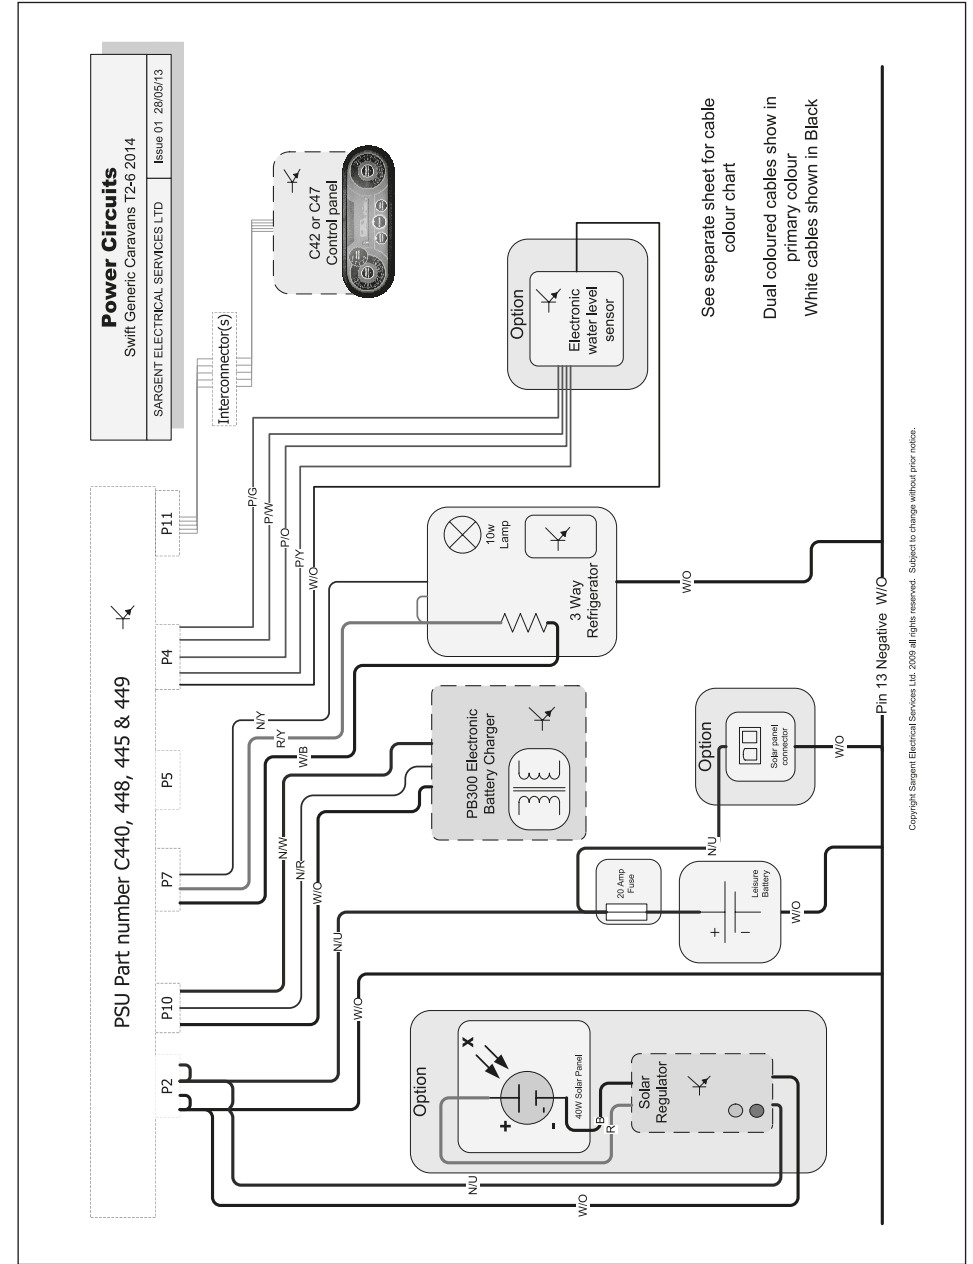 Power Circuits
Swift Generic Caravans T2-6 2014
SARGENT ELECTRICAL SERVICES LTD
Issue 01 28/05/13
PSU Part number C440, 448, 445 & 449
P2
P10
P7
P5
P4
P11
Interconnector(s)
C42 or C47
Control panel
P/G
P/W
P/O
P/Y
W/O
Option
Electronic
water level
sensor
N/Y
R/Y
W/B
10w
Lamp
3 Way
Refrigerator
W/O
N/W
N/R
W/O
PB300 Electronic
Battery Charger
N/U
W/O
20 Amp
Fuse
+
-
Leisure
Battery
W/O
N/U
Option
Solar panel
connector
W/O
Option
X
+
-
-
40W Solar Panel
B
R
Solar
Regulator
N/U
W/O
Pin 13 Negative W/O
See separate sheet for cable
colour chart
Dual coloured cables show in
primary colour
White cables shown in Black
Copyright Sargent Electrical Services Ltd. 2009 all rights reserved. Subject to change without prior notice.